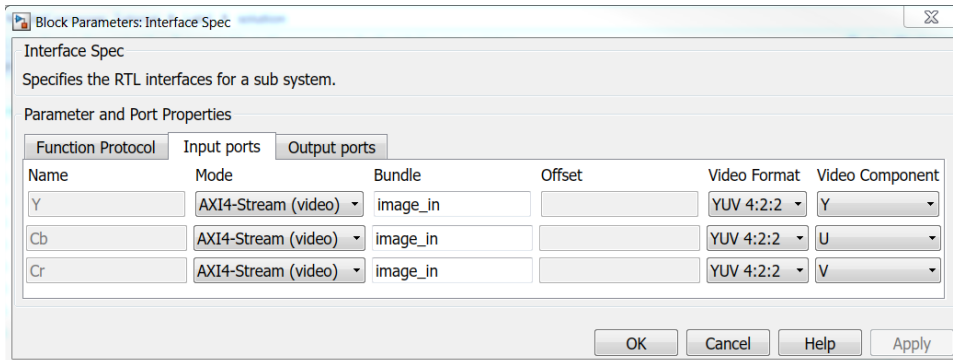 Block Parameters: Interface Spec
Interface Spec
Specifies the RTL interfaces for a sub system.
Parameter and Port Properties
Function Protocol Input ports Output ports
Name Mode Bundle Offset Video Format Video Component
Y AXI4-Stream (video) image_in YUV 4:2:2 Y
Cb AXI4-Stream (video) image_in YUV 4:2:2 U
Cr AXI4-Stream (video) image_in YUV 4:2:2 V
OK Cancel Help Apply